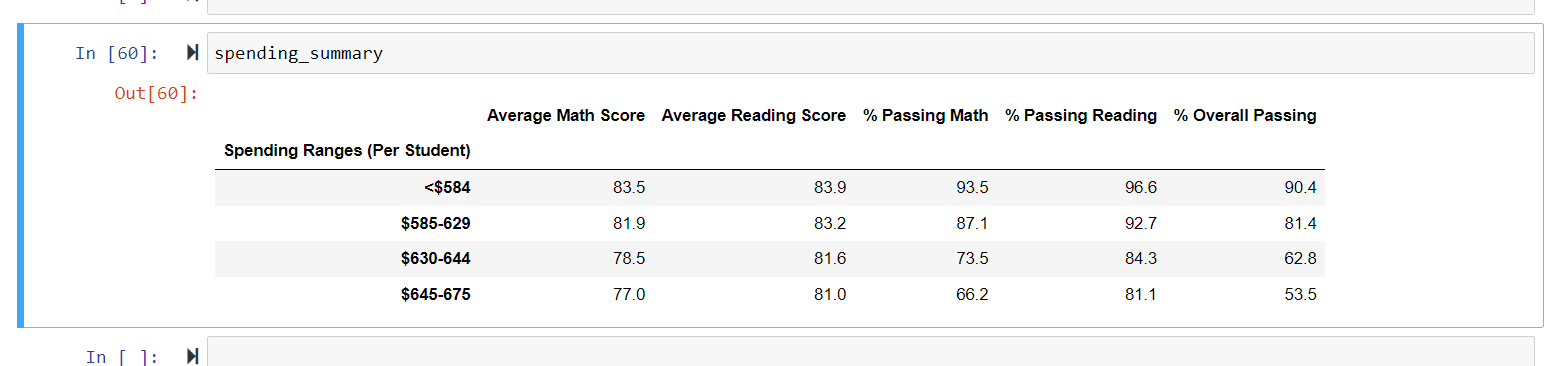 In [60]: spending_summary
Out[60]:
Average Math Score Average Reading Score % Passing Math % Passing Reading % Overall Passing
Spending Ranges (Per Student)
<$584 83.5 83.9 93.5 96.6 90.4
$585-629 81.9 83.2 87.1 92.7 81.4
$630-644 78.5 81.6 73.5 84.3 62.8
$645-675 77.0 81.0 66.2 81.1 53.5
In [ ]: